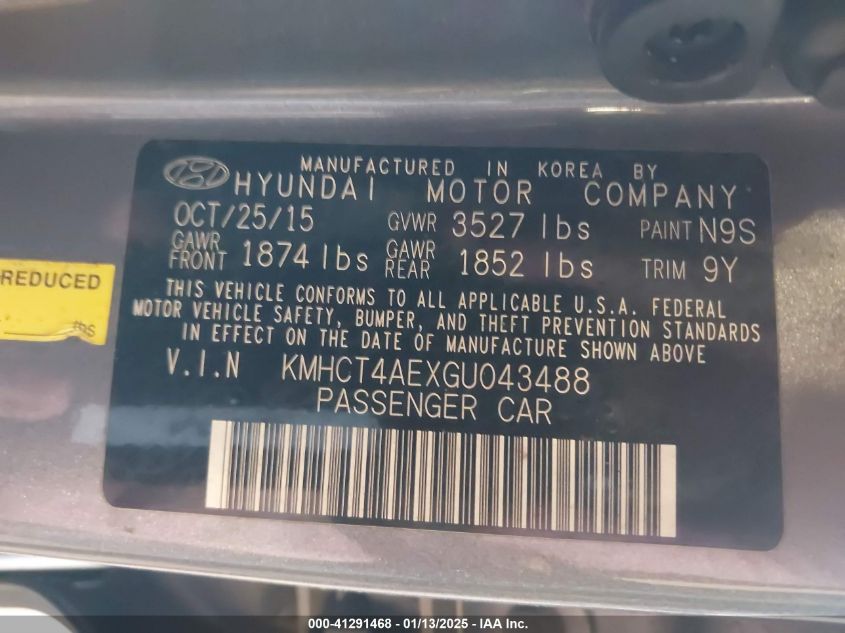 MANUFACTURED IN KOREA BY
HYUNDAI MOTOR COMPANY
OCT/25/15 GVWR 3527 lbs PAINT N9S
GAWR FRONT 1874 lbs GAWR REAR 1852 lbs TRIM 9Y
THIS VEHICLE CONFORMS TO ALL APPLICABLE U.S.A. FEDERAL
MOTOR VEHICLE SAFETY, BUMPER, AND THEFT PREVENTION STANDARDS
IN EFFECT ON THE DATE OF MANUFACTURE SHOWN ABOVE
V.I.N KMHCT4AEXGU043488
PASSENGER CAR
REDUCED
lbs
000-41291468 - 01/13/2025 - IAA Inc.